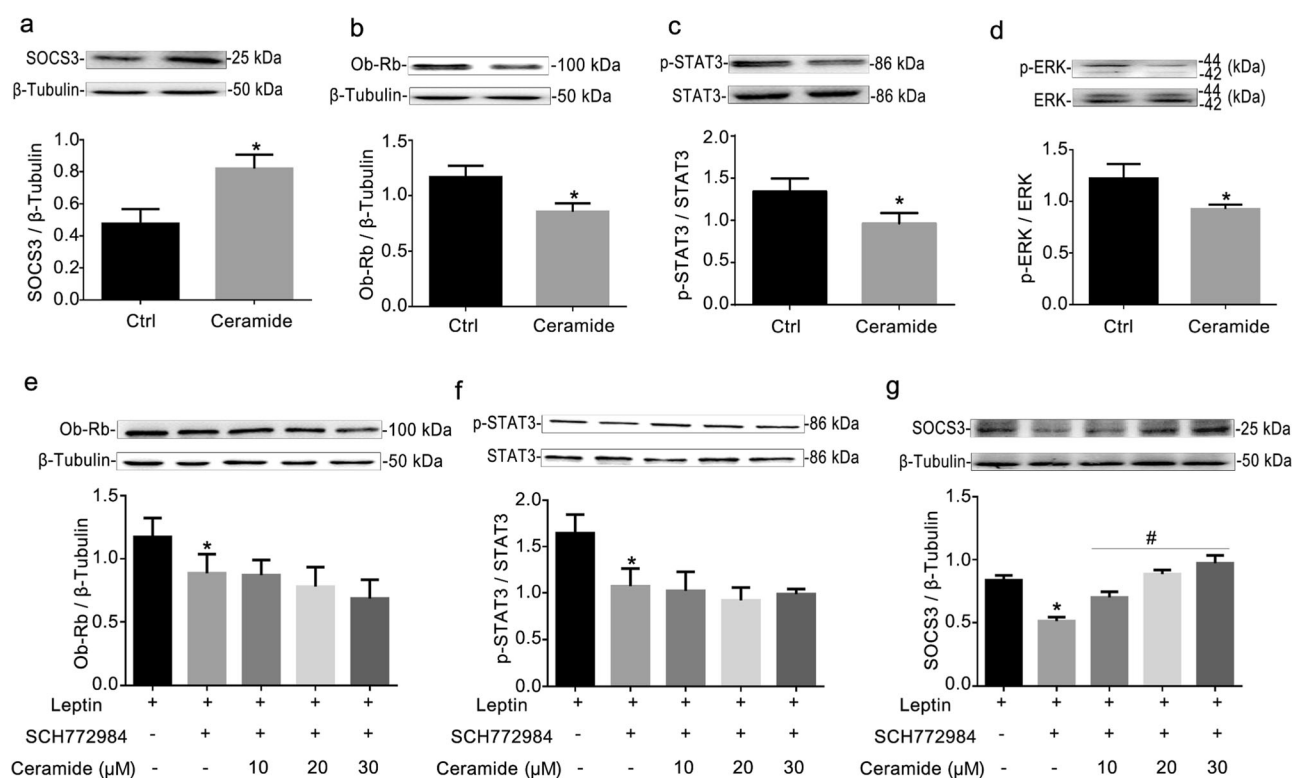 a
SOCS3- -25 kDa
β-Tubulin- -50 kDa
SOCS3 / β-Tubulin
1.0
0.8
0.6
0.4
0.2
0.0
*
Ctrl Ceramide
b
Ob-Rb- -100 kDa
β-Tubulin- -50 kDa
Ob-Rb / β-Tubulin
1.5
1.0
0.5
0.0
*
Ctrl Ceramide
c
p-STAT3- -86 kDa
STAT3- -86 kDa
p-STAT3 / STAT3
2.0
1.5
1.0
0.5
0.0
*
Ctrl Ceramide
d
p-ERK- -44 -42 (kDa)
ERK- -44 -42 (kDa)
p-ERK / ERK
1.5
1.0
0.5
0.0
*
Ctrl Ceramide
e
Ob-Rb- -100 kDa
β-Tubulin- -50 kDa
Ob-Rb / β-Tubulin
1.5
1.0
0.5
0.0
*
Leptin + + + + +
SCH772984 - + + + +
Ceramide (μM) - - 10 20 30
f
p-STAT3- -86 kDa
STAT3- -86 kDa
p-STAT3 / STAT3
2.0
1.5
1.0
0.5
0.0
*
Leptin + + + + +
SCH772984 - + + + +
Ceramide (μM) - - 10 20 30
g
SOCS3- -25 kDa
β-Tubulin- -50 kDa
SOCS3 / β-Tubulin
1.5
1.0
0.5
0.0
*
#
Leptin + + + + +
SCH772984 - + + + +
Ceramide (μM) - - 10 20 30